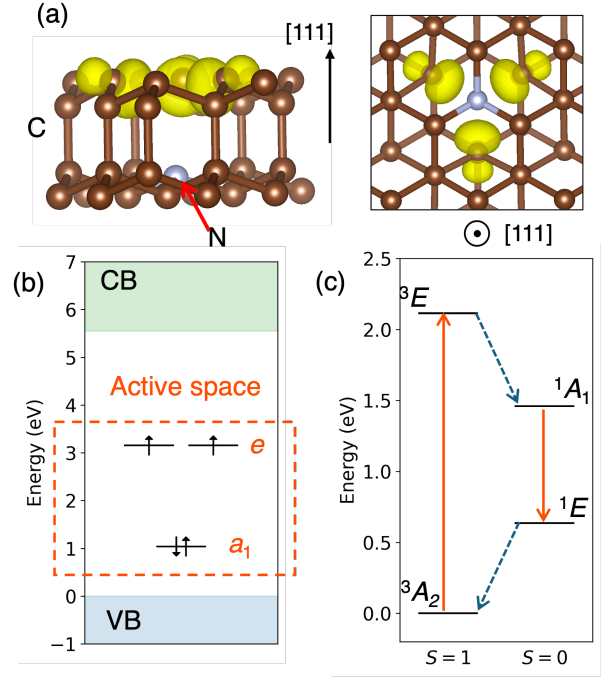 (a)
[111]
C
N
[111]
(b)
7
6
5
4
3
2
1
0
−1
Energy (eV)
CB
Active space
e
a₁
VB
(c)
2.5
2.0
1.5
1.0
0.5
0.0
Energy (eV)
³E
¹A₁
¹E
³A₂
S = 1
S = 0